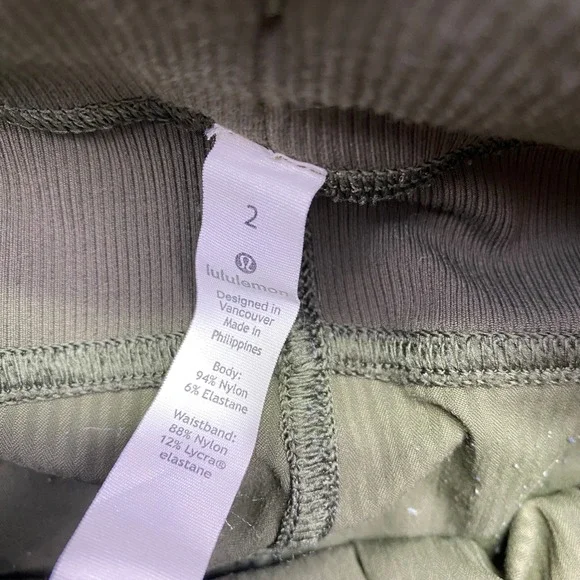 2
lululemon
Designed in
Vancouver
Made in
Philippines
Body:
94% Nylon
6% Elastane
Waistband:
88% Nylon
12% Lycra®
elastane